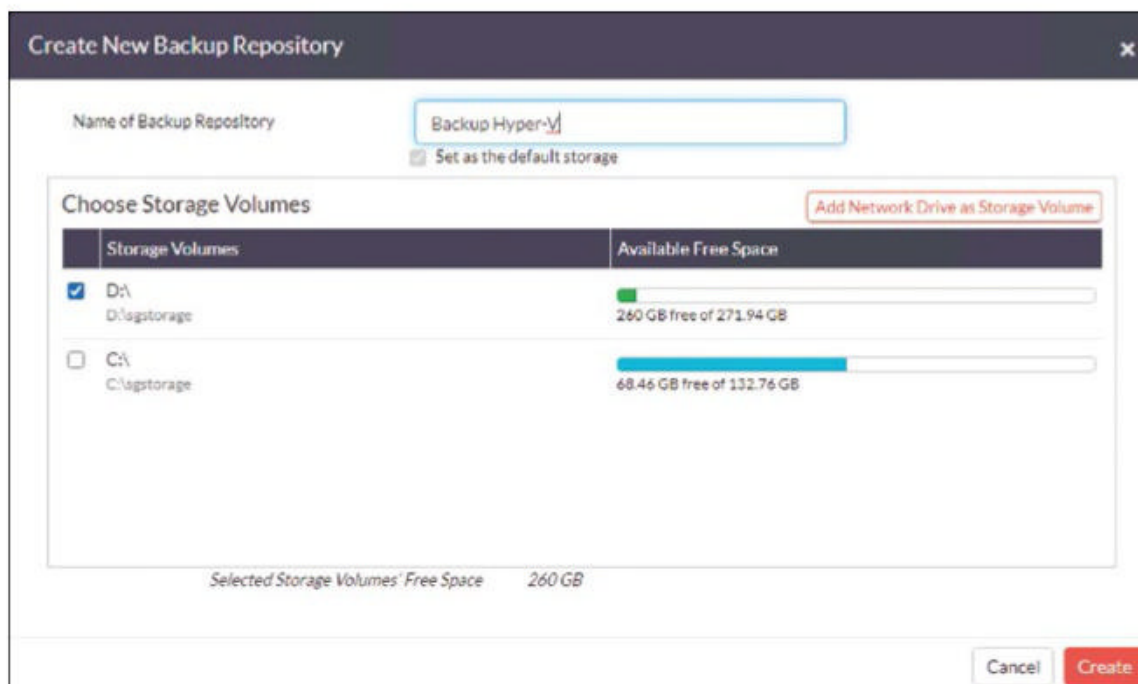 Create New Backup Repository ×
Name of Backup Repository Backup Hyper-V
Set as the default storage
Choose Storage Volumes Add Network Drive as Storage Volume
Storage Volumes Available Free Space
D:\
D:\sgstorage 260 GB free of 271.94 GB
C:\
C:\sgstorage 68.46 GB free of 132.76 GB
Selected Storage Volumes' Free Space 260 GB
Cancel Create